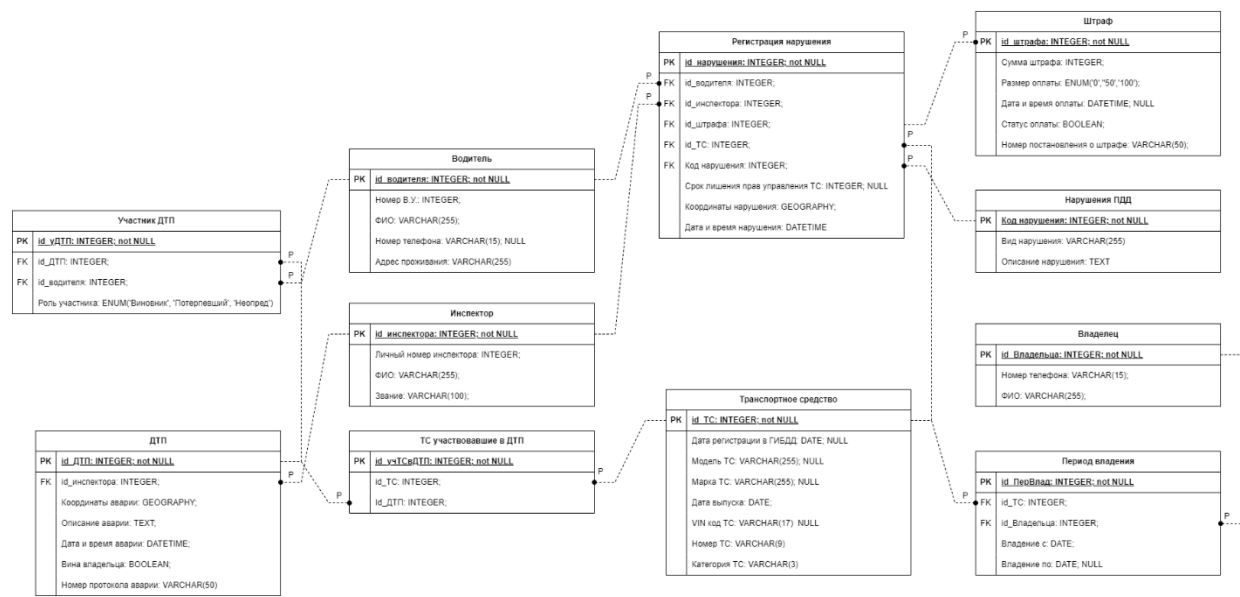 Участник ДТП
PK id_уДТП: INTEGER; not NULL
FK id_ДТП: INTEGER;
FK id_водителя: INTEGER;
Роль участника: ENUM('Виновник', 'Потерпевший', 'Неопред')
ДТП
PK id_ДТП: INTEGER; not NULL
FK id_инспектора: INTEGER;
Координаты аварии: GEOGRAPHY;
Описание аварии: TEXT;
Дата и время аварии: DATETIME;
Вина владельца: BOOLEAN;
Номер протокола аварии: VARCHAR(50)
Водитель
PK id_водителя: INTEGER; not NULL
Номер В.У.: INTEGER;
ФИО: VARCHAR(255);
Номер телефона: VARCHAR(15); NULL
Адрес проживания: VARCHAR(255)
Инспектор
PK id_инспектора: INTEGER; not NULL
Личный номер инспектора: INTEGER;
ФИО: VARCHAR(255);
Звание: VARCHAR(100);
ТС участвовавшие в ДТП
PK id_учТСвДТП: INTEGER; not NULL
id_ТС: INTEGER;
Id_ДТП: INTEGER;
Регистрация нарушения
PK id_нарушения: INTEGER; not NULL
FK id_водителя: INTEGER;
FK id_инспектора: INTEGER;
FK id_штрафа: INTEGER;
FK id_ТС: INTEGER;
FK Код нарушения: INTEGER;
Срок лишения прав управления ТС: INTEGER; NULL
Координаты нарушения: GEOGRAPHY;
Дата и время нарушения: DATETIME
Транспортное средство
PK id_ТС: INTEGER; not NULL
Дата регистрации в ГИБДД: DATE; NULL
Модель ТС: VARCHAR(255); NULL
Марка ТС: VARCHAR(255); NULL
Дата выпуска: DATE;
VIN код ТС: VARCHAR(17) NULL
Номер ТС: VARCHAR(9)
Категория ТС: VARCHAR(3)
Штраф
PK id_штрафа: INTEGER; not NULL
Сумма штрафа: INTEGER;
Размер оплаты: ENUM('0',''50','100');
Дата и время оплаты: DATETIME; NULL
Статус оплаты: BOOLEAN;
Номер постановления о штрафе: VARCHAR(50);
Нарушения ПДД
PK Код нарушения: INTEGER; not NULL
Вид нарушения: VARCHAR(255)
Описание нарушения: TEXT
Владелец
PK id_Владельца: INTEGER; not NULL
Номер телефона: VARCHAR(15);
ФИО: VARCHAR(255);
Период владения
PK id_ПерВлад: INTEGER; not NULL
FK id_ТС: INTEGER;
FK id_Владельца: INTEGER;
Владение с: DATE;
Владение по: DATE; NULL
P
P
P
P
P
P
P
P
P
P
P
P